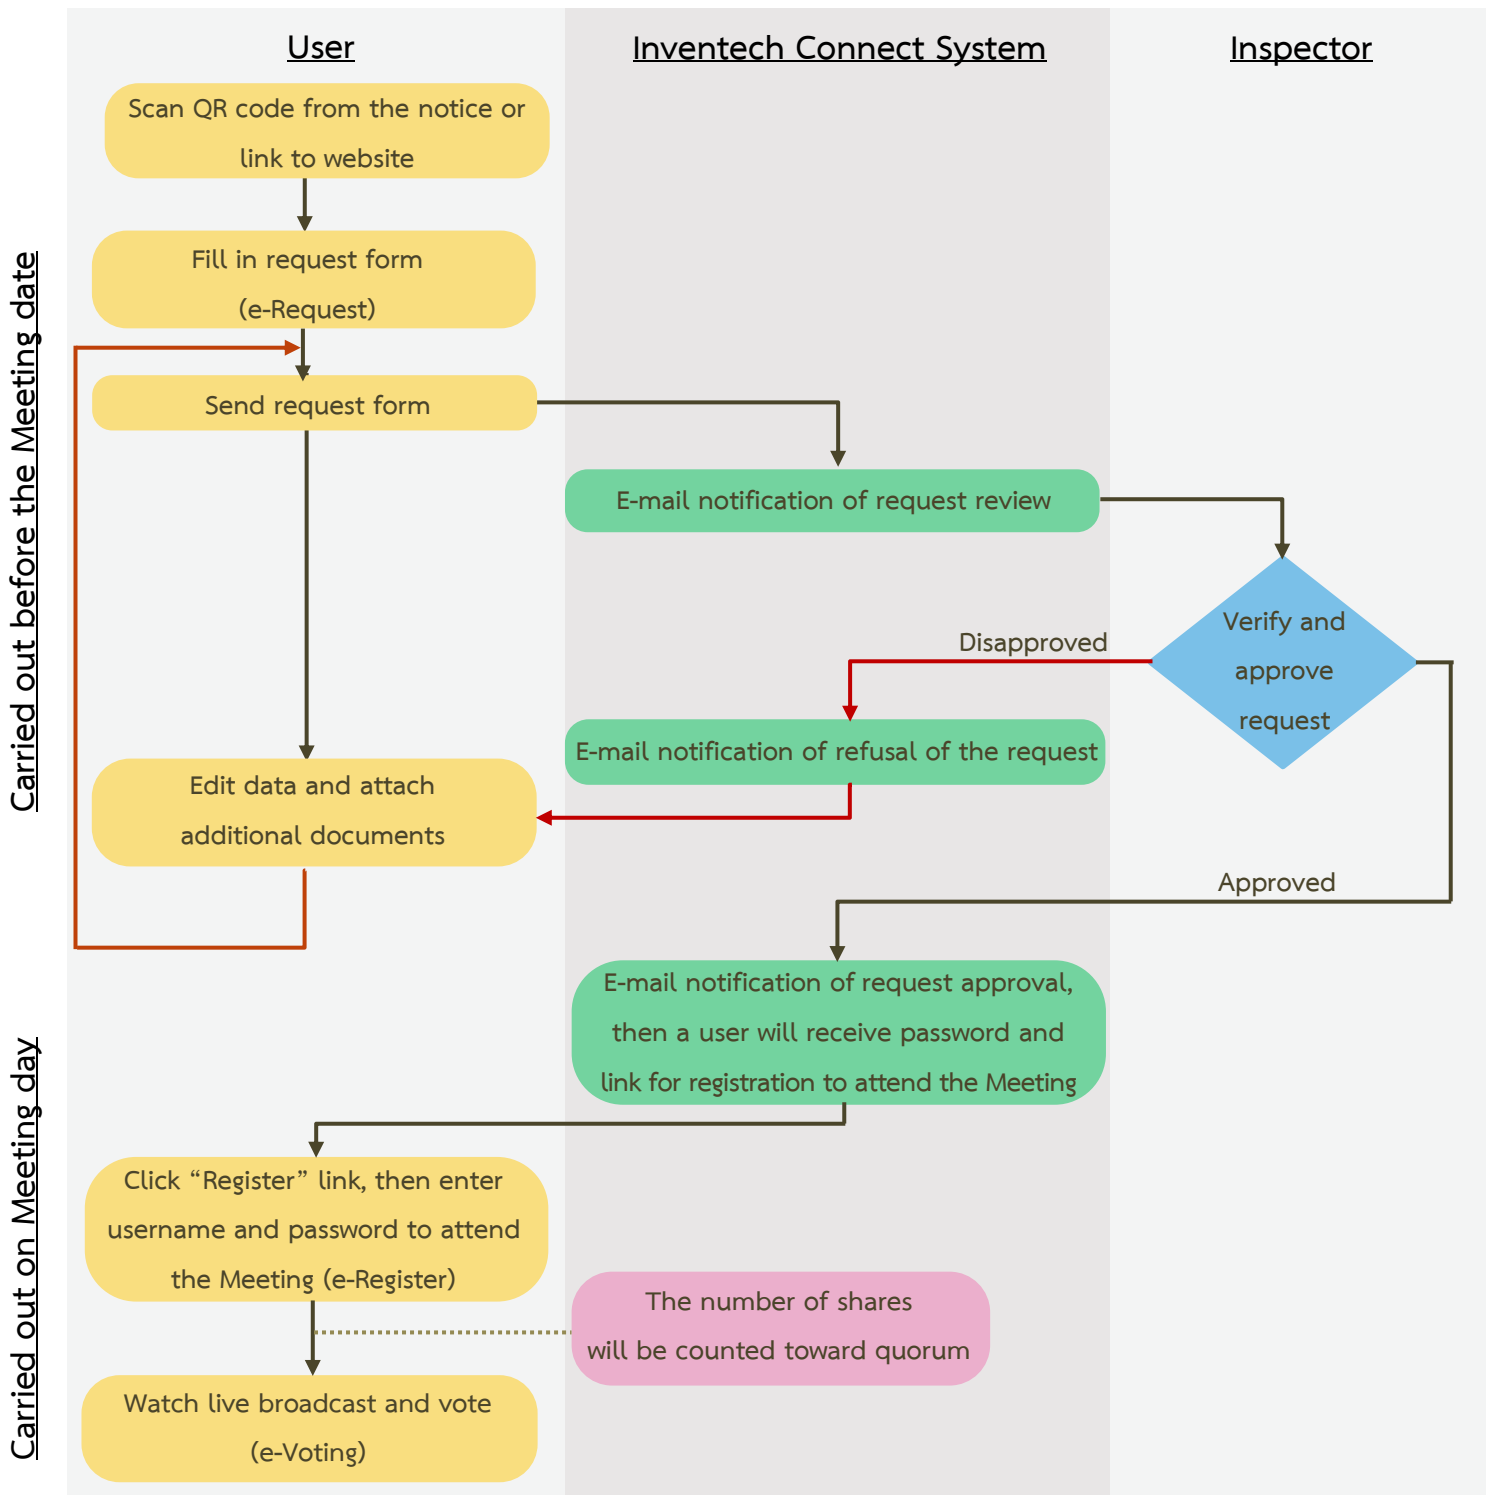 User
Inventech Connect System
Inspector
Scan QR code from the notice or
link to website
Fill in request form
(e-Request)
Send request form
E-mail notification of request review
Verify and
approve
request
Disapproved
E-mail notification of refusal of the request
Edit data and attach
additional documents
Approved
E-mail notification of request approval,
then a user will receive password and
link for registration to attend the Meeting
Click “Register” link, then enter
username and password to attend
the Meeting (e-Register)
The number of shares
will be counted toward quorum
Watch live broadcast and vote
(e-Voting)
Carried out before the Meeting date
Carried out on Meeting day